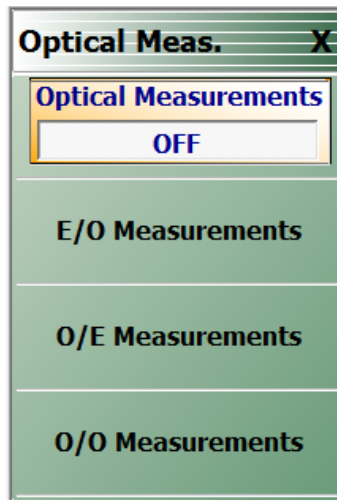 Optical Meas. X
Optical Measurements
OFF
E/O Measurements
O/E Measurements
O/O Measurements